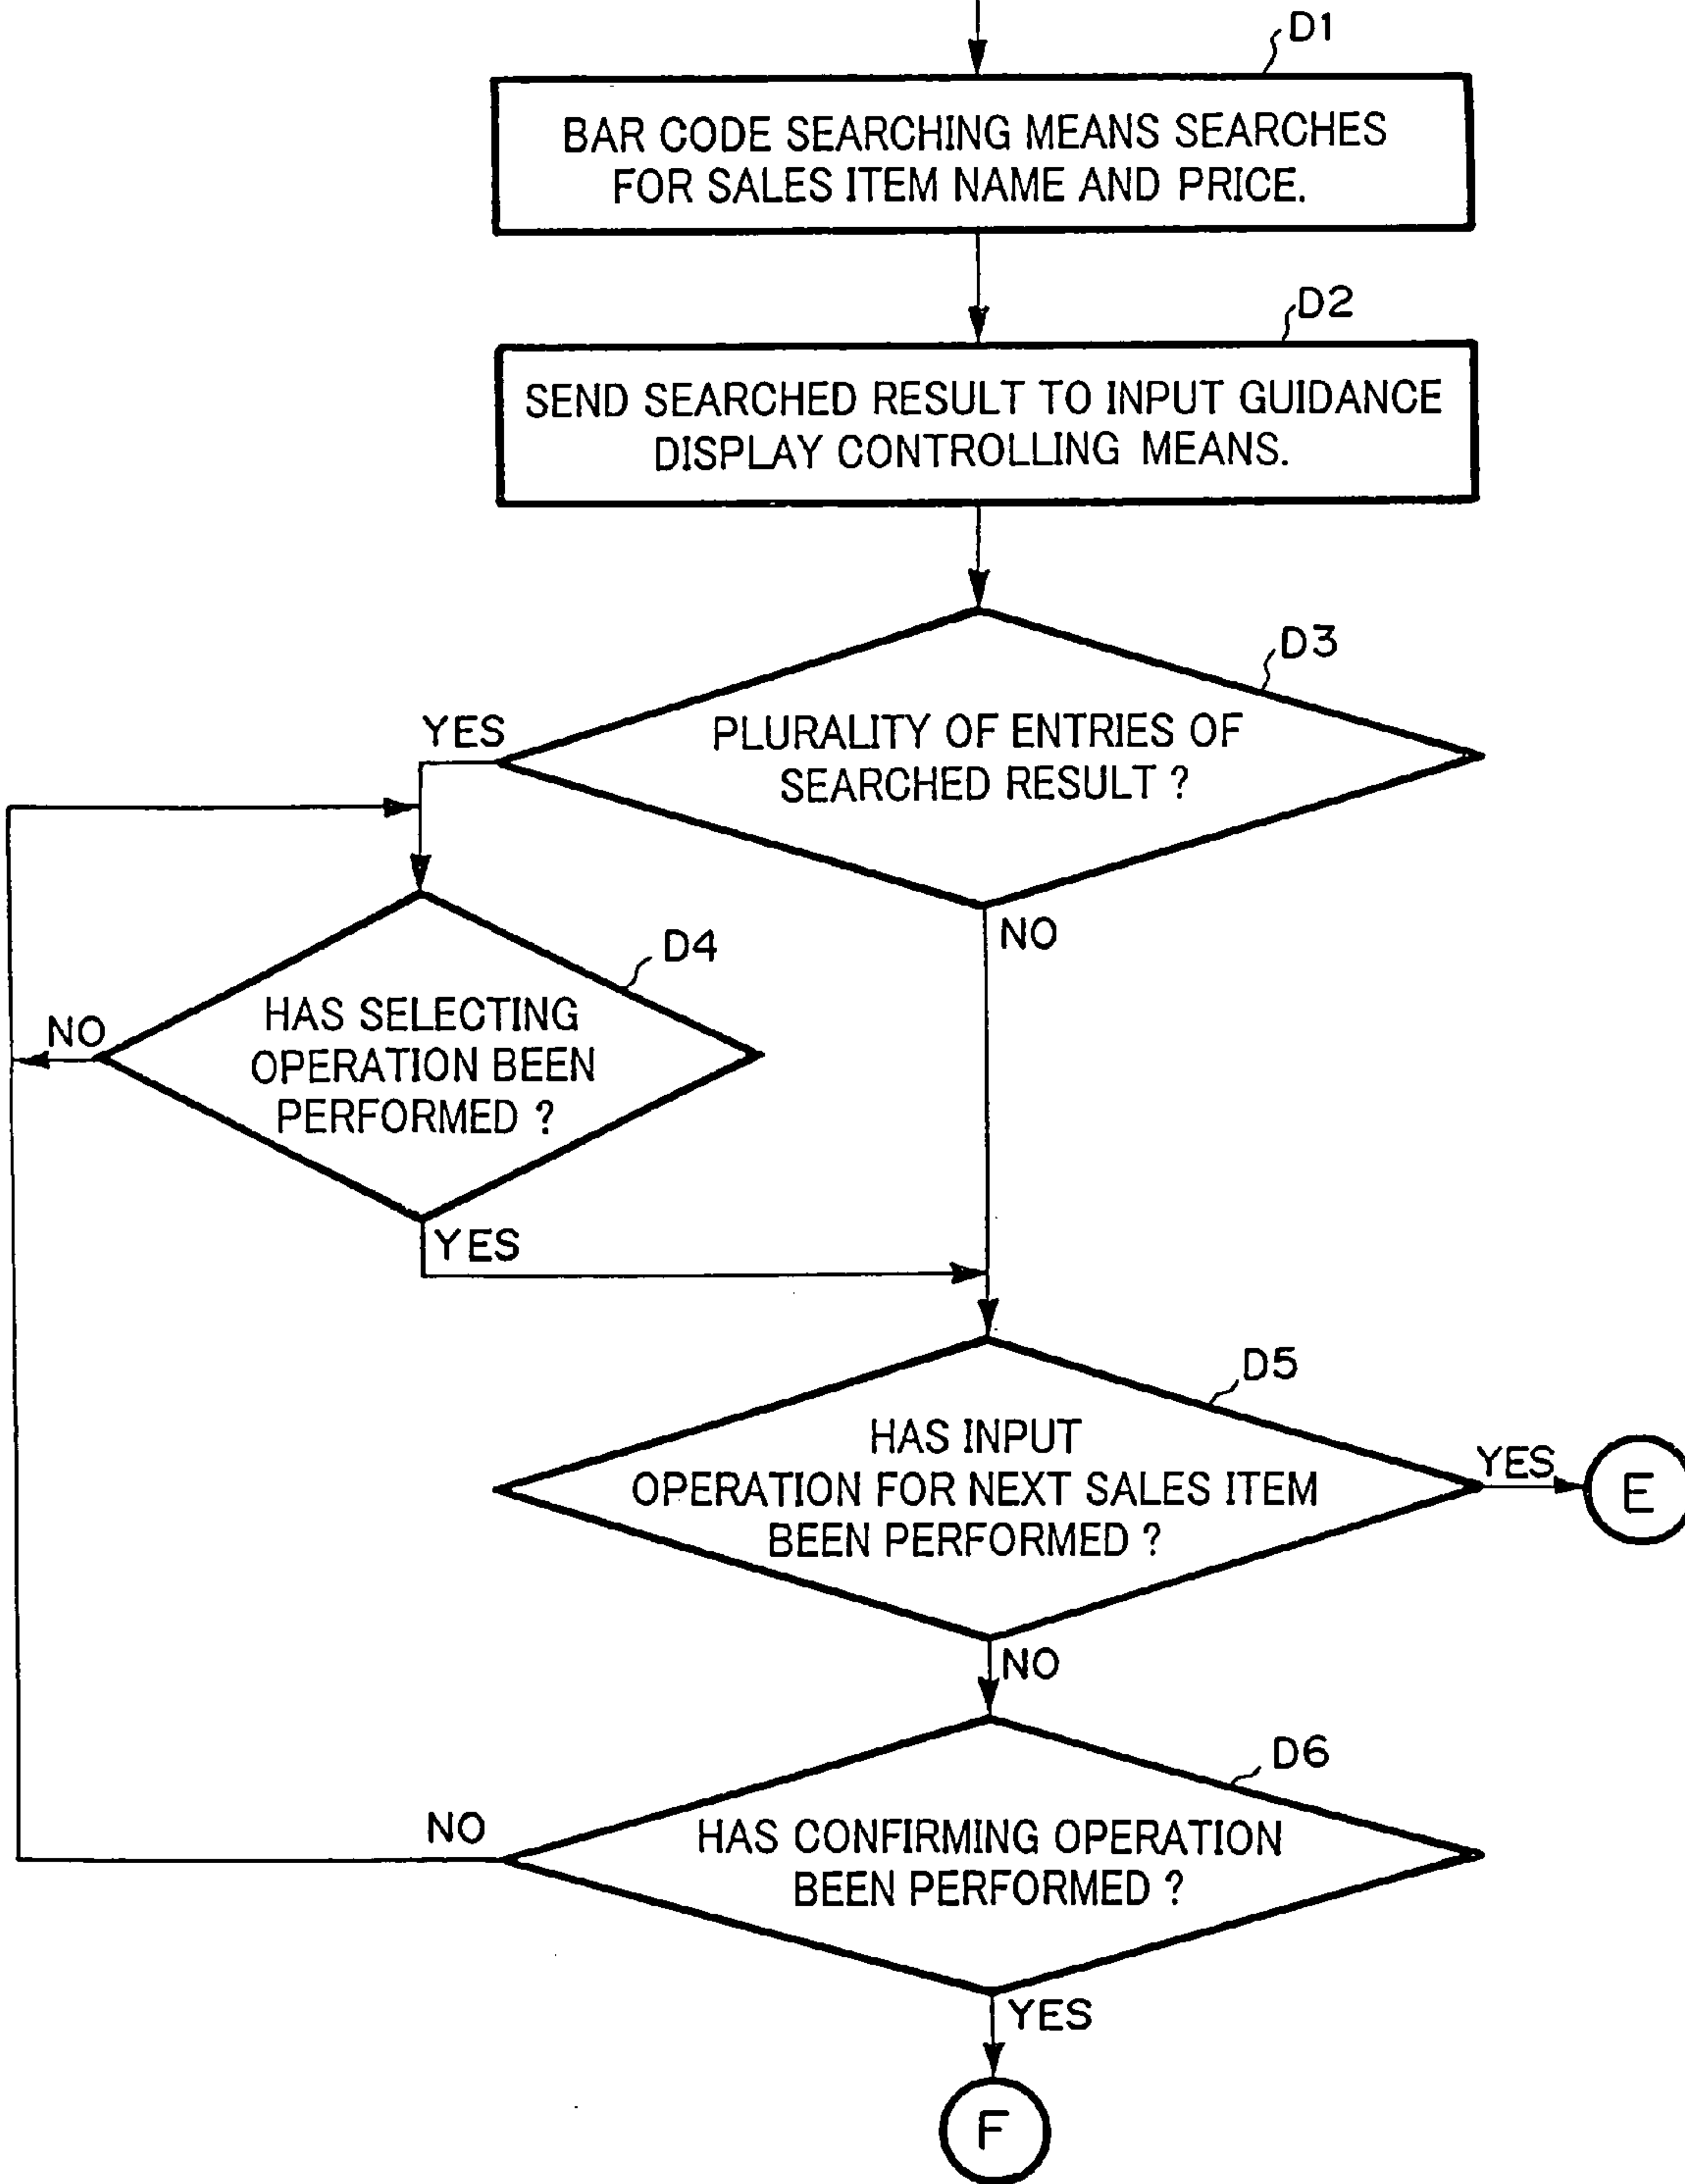 D1
BAR CODE SEARCHING MEANS SEARCHES
FOR SALES ITEM NAME AND PRICE.
D2
SEND SEARCHED RESULT TO INPUT GUIDANCE
DISPLAY CONTROLLING MEANS.
D3
YES
PLURALITY OF ENTRIES OF
SEARCHED RESULT ?
NO
D4
NO
HAS SELECTING
OPERATION BEEN
PERFORMED ?
YES
D5
HAS INPUT
OPERATION FOR NEXT SALES ITEM
BEEN PERFORMED ?
YES
E
NO
D6
NO
HAS CONFIRMING OPERATION
BEEN PERFORMED ?
YES
F